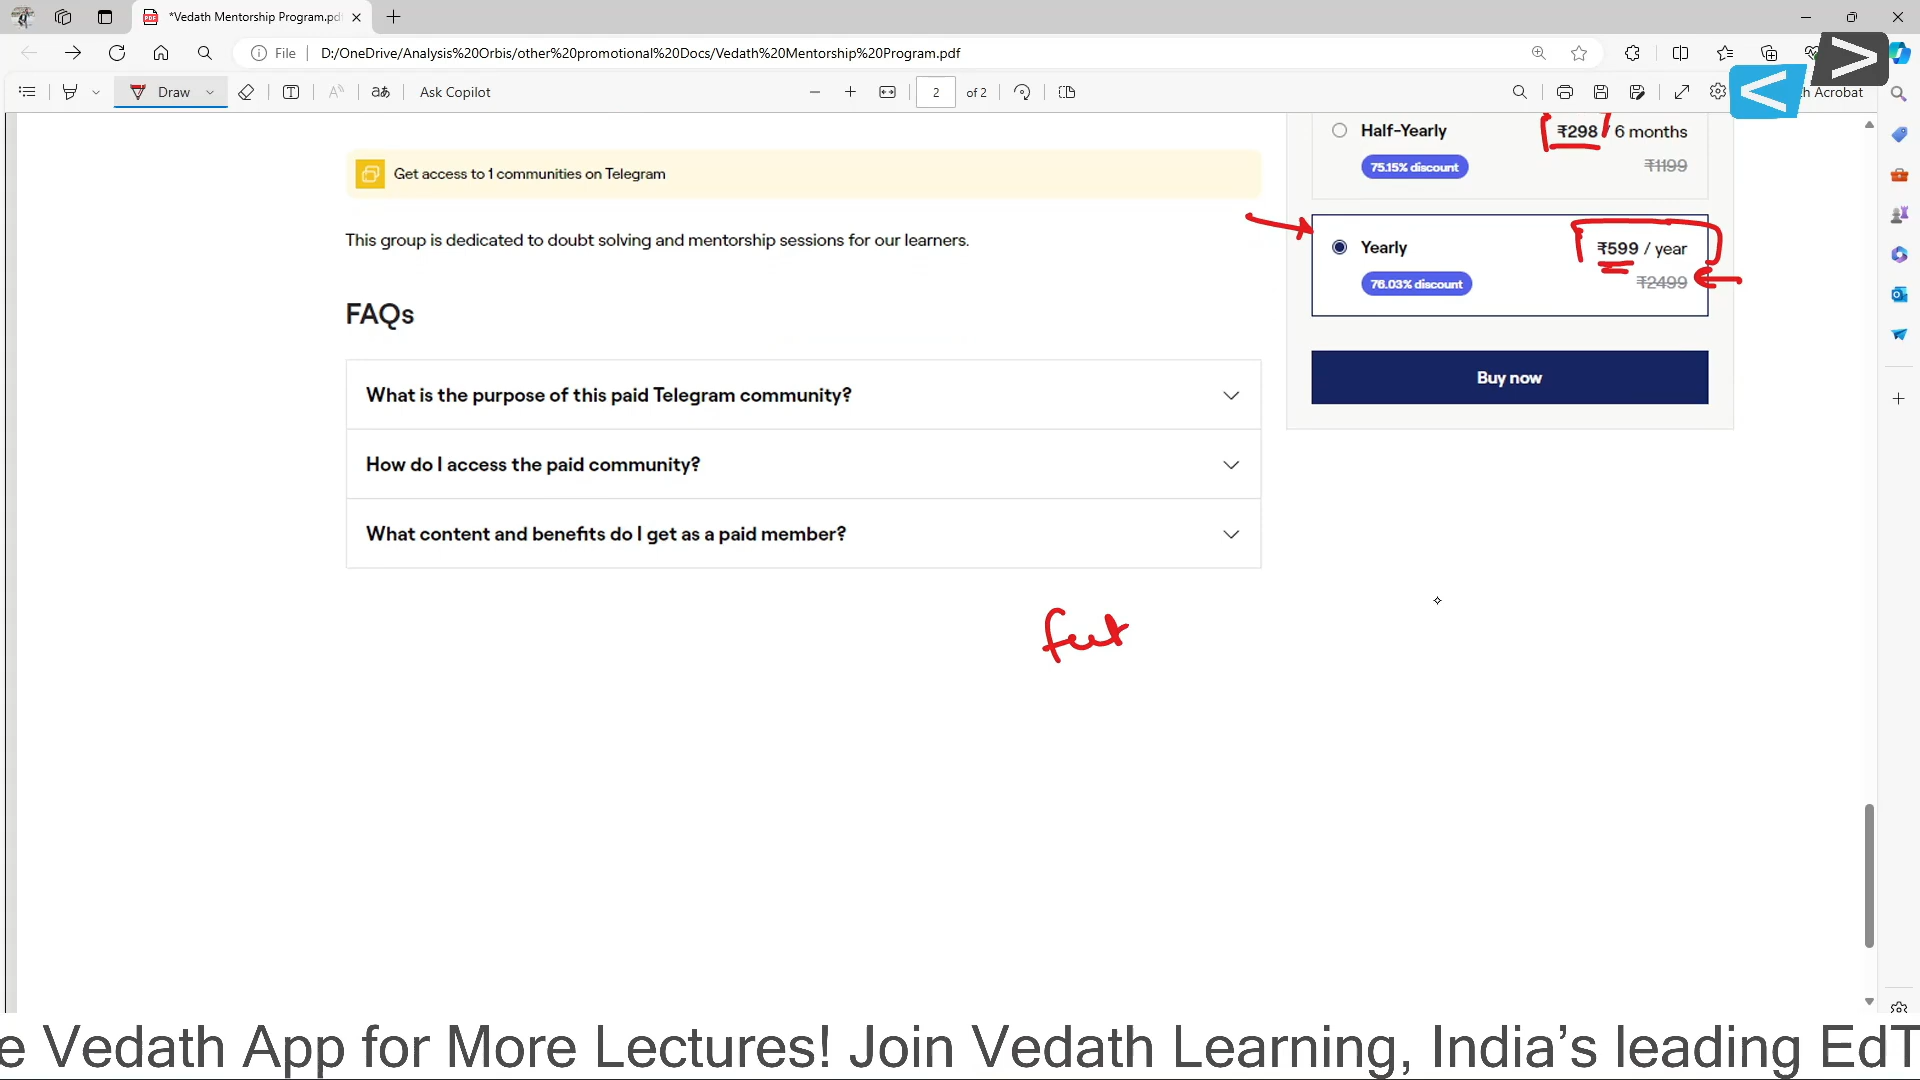 *Vedath Mentorship Program.pd
File
D:/OneDrive/Analysis%20Orbis/other%20promotional%20Docs/Vedath%20Mentorship%20Program.pdf
Draw
aあ
Ask Copilot
2
of 2
h Acrobat
Half-Yearly
₹298 / 6 months
75.15% discount
₹1199
Get access to 1 communities on Telegram
This group is dedicated to doubt solving and mentorship sessions for our learners.
Yearly
₹599 / year
76.03% discount
₹2499
Buy now
FAQs
What is the purpose of this paid Telegram community?
How do I access the paid community?
What content and benefits do I get as a paid member?
e Vedath App for More Lectures! Join Vedath Learning, India’s leading EdT